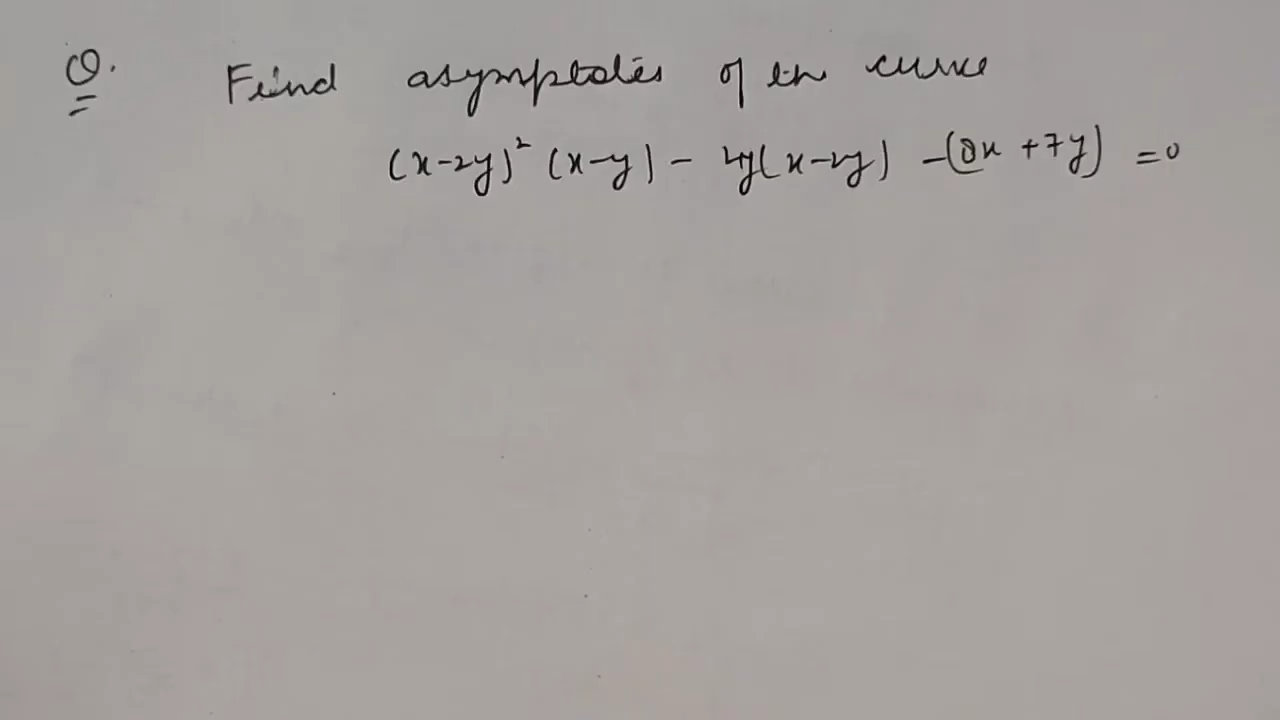 Q. Find asymptotes of the curve
(x-2y)² (x-y) - 4y(x-2y) - (8x + 7y) = 0